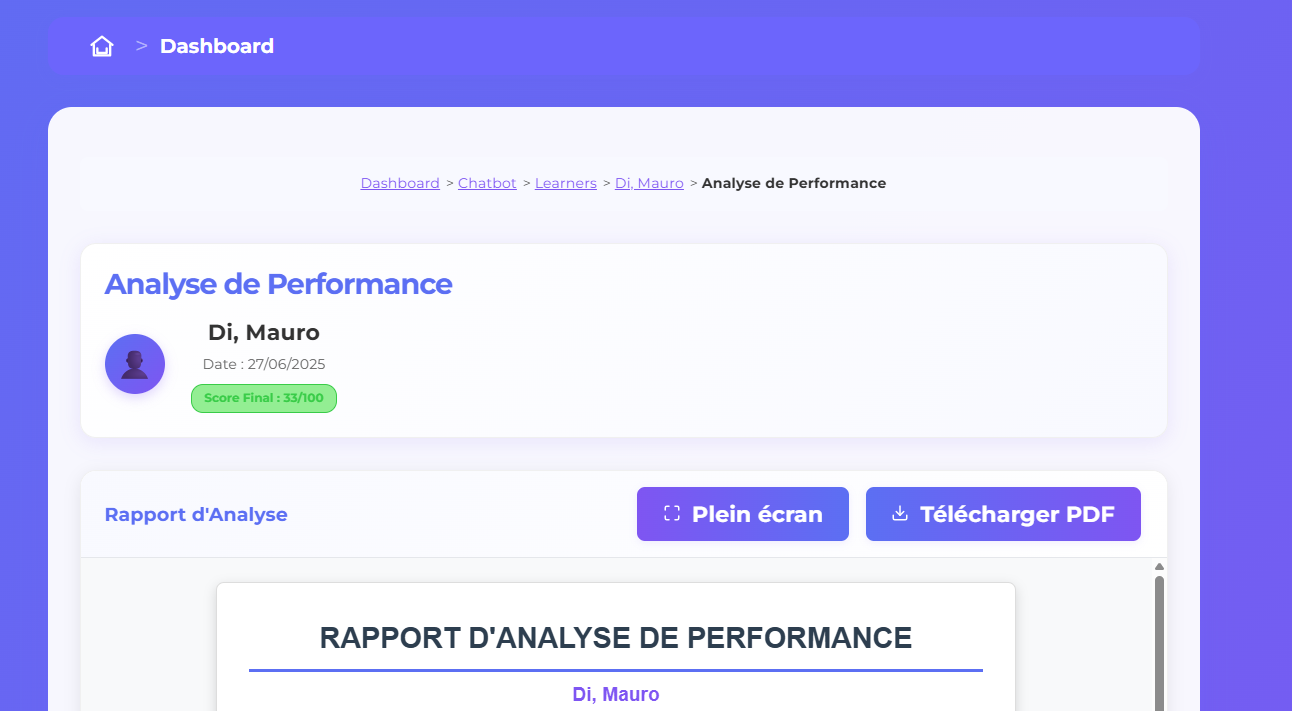 > Dashboard
Dashboard > Chatbot > Learners > Di, Mauro > Analyse de Performance
Analyse de Performance
Di, Mauro
Date : 27/06/2025
Score Final : 33/100
Rapport d'Analyse
Plein écran
Télécharger PDF
RAPPORT D'ANALYSE DE PERFORMANCE
Di, Mauro